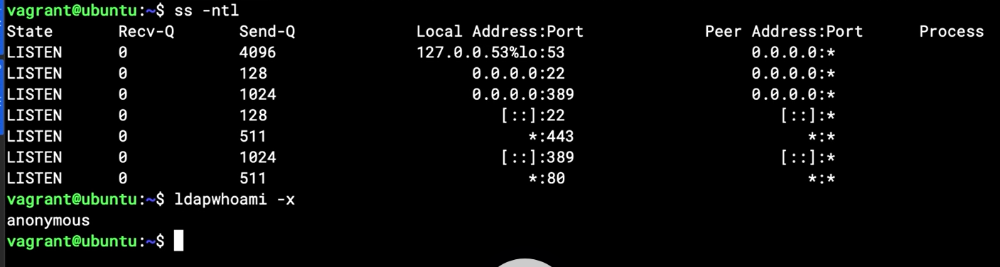 vagrant@ubuntu:~$ ss -ntl
State Recv-Q Send-Q Local Address:Port Peer Address:Port Process
LISTEN 0 4096 127.0.0.53%lo:53 0.0.0.0:*
LISTEN 0 128 0.0.0.0:22 0.0.0.0:*
LISTEN 0 1024 0.0.0.0:389 0.0.0.0:*
LISTEN 0 128 [::]:22 [::]:*
LISTEN 0 511 *:443 *:*
LISTEN 0 1024 [::]:389 [::]:*
LISTEN 0 511 *:80 *:*
vagrant@ubuntu:~$ ldapwhoami -x
anonymous
vagrant@ubuntu:~$